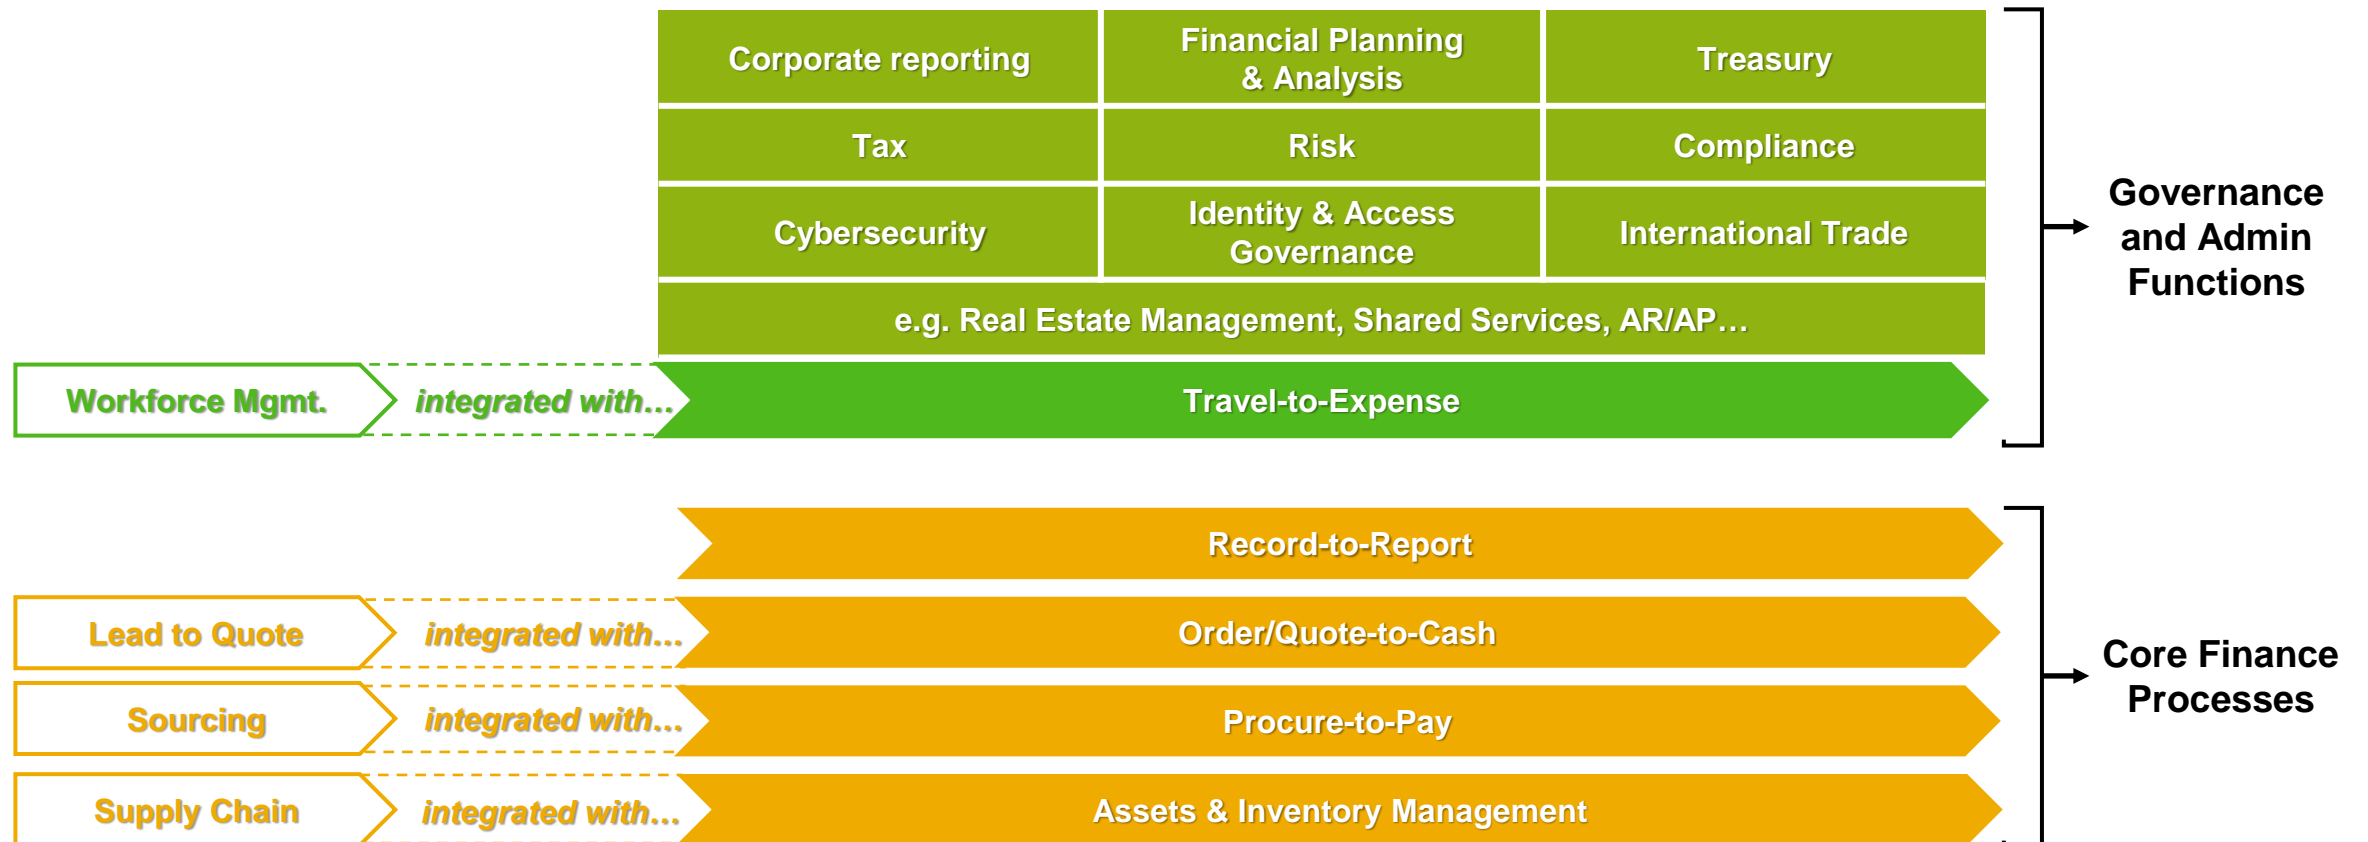 Corporate reporting
Financial Planning
& Analysis
Treasury
Tax
Risk
Compliance
Cybersecurity
Identity & Access
Governance
International Trade
e.g. Real Estate Management, Shared Services, AR/AP…
Workforce Mgmt.
integrated with…
Travel-to-Expense
Governance
and Admin
Functions
Record-to-Report
Lead to Quote
integrated with…
Order/Quote-to-Cash
Sourcing
integrated with…
Procure-to-Pay
Supply Chain
integrated with…
Assets & Inventory Management
Core Finance
Processes